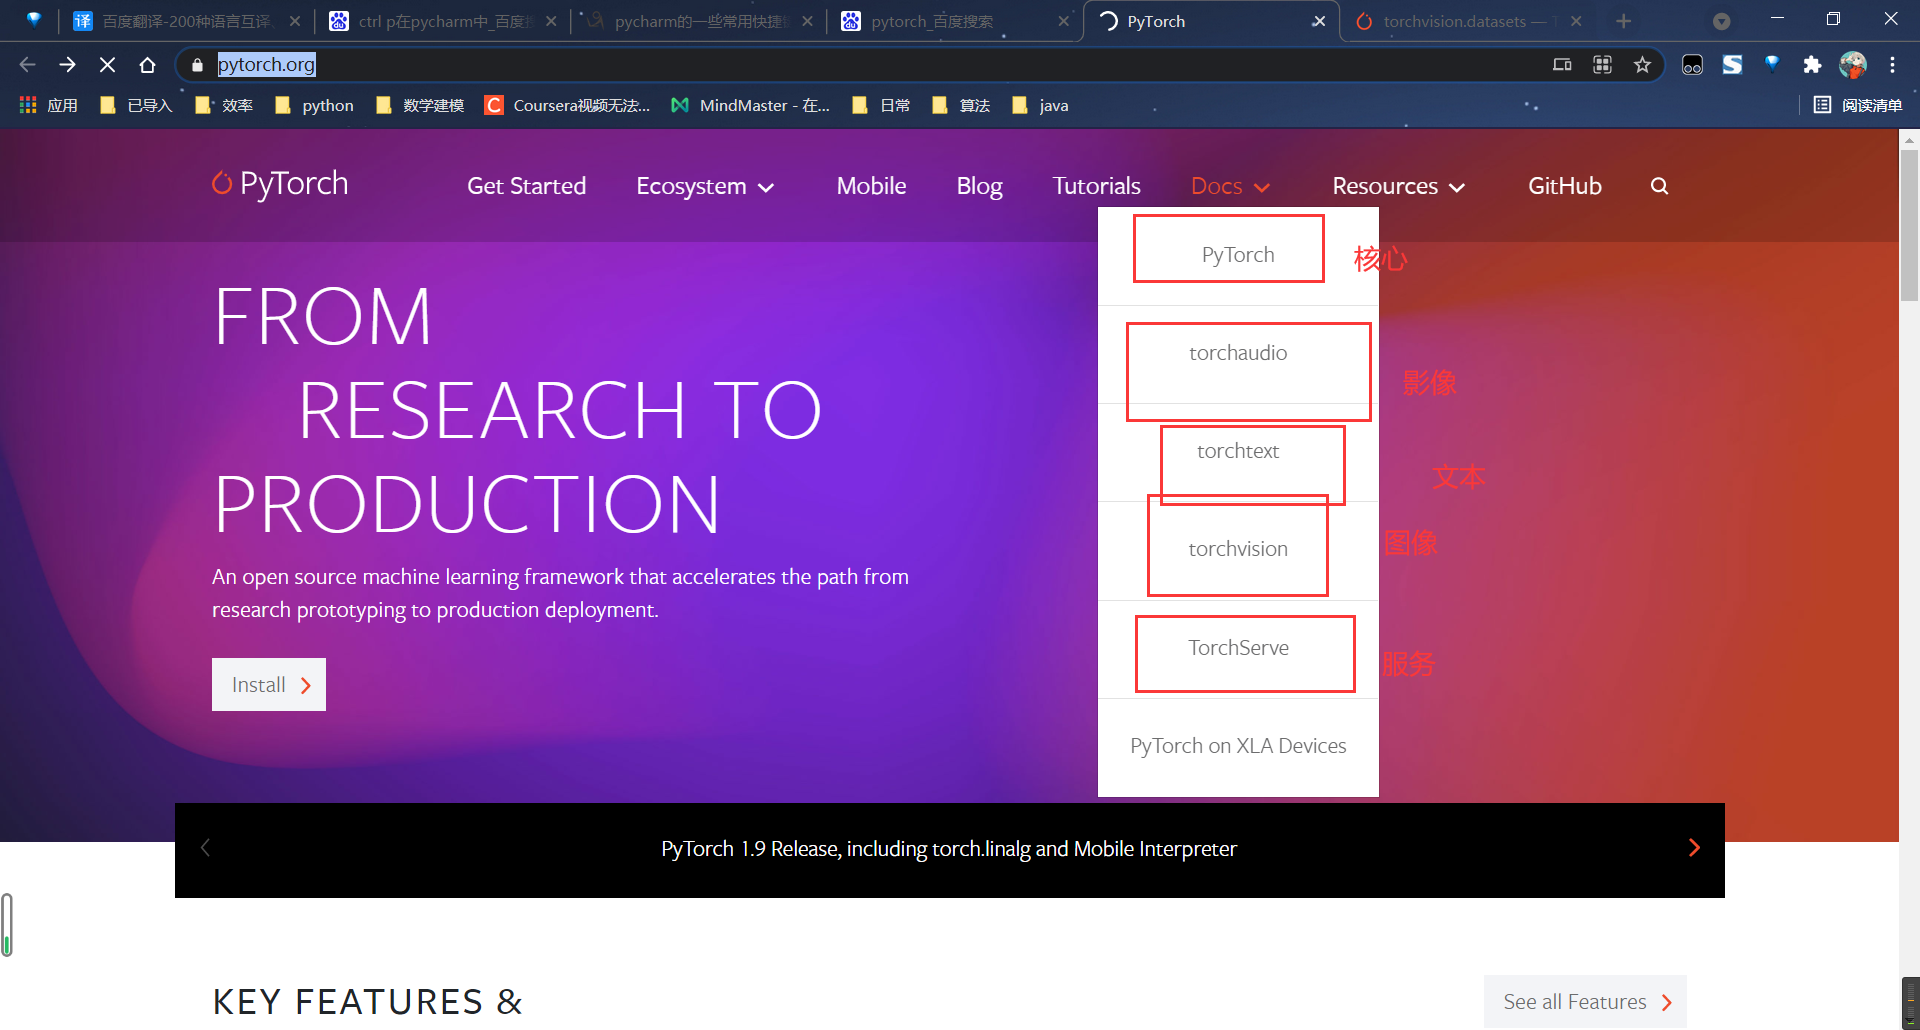 百度翻译-200种语言互译、
ctrl p在pycharm中_百度搜
pycharm的一些常用快捷键
pytorch_百度搜索
PyTorch
torchvision.datasets — T
pytorch.org
应用
已导入
效率
python
数学建模
Coursera视频无法...
MindMaster - 在...
日常
算法
java
阅读清单
PyTorch
Get Started
Ecosystem
Mobile
Blog
Tutorials
Docs
Resources
GitHub
PyTorch
核心
torchaudio
影像
torchtext
文本
torchvision
图像
TorchServe
服务
PyTorch on XLA Devices
FROM
RESEARCH TO
PRODUCTION
An open source machine learning framework that accelerates the path from
research prototyping to production deployment.
Install
PyTorch 1.9 Release, including torch.linalg and Mobile Interpreter
KEY FEATURES &
See all Features